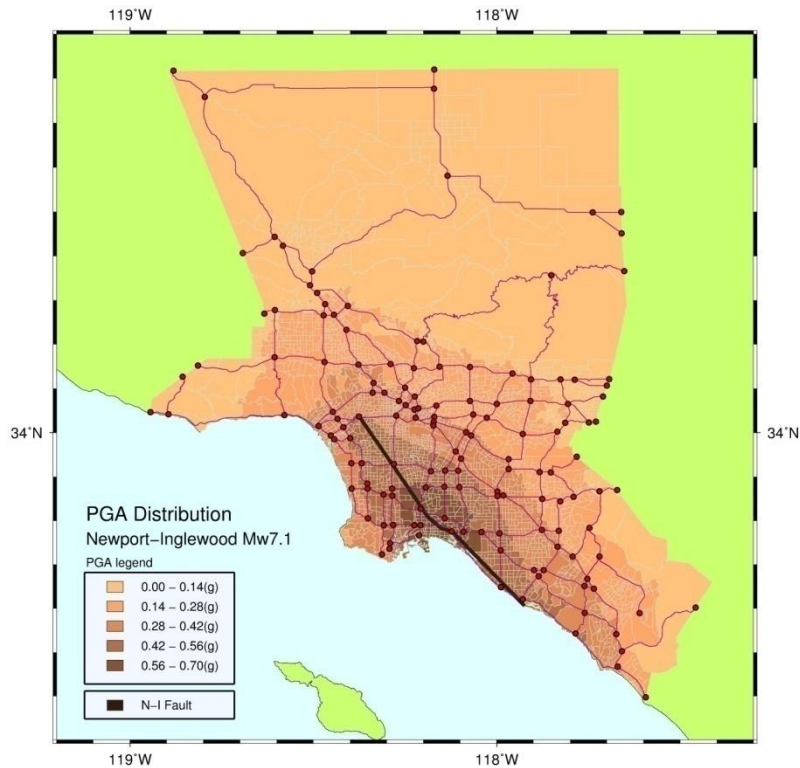 119˚W 118˚W
34˚N 34˚N
PGA Distribution
Newport−Inglewood Mw7.1
PGA legend
0.00 − 0.14(g)
0.14 − 0.28(g)
0.28 − 0.42(g)
0.42 − 0.56(g)
0.56 − 0.70(g)
N−I Fault
119˚W 118˚W